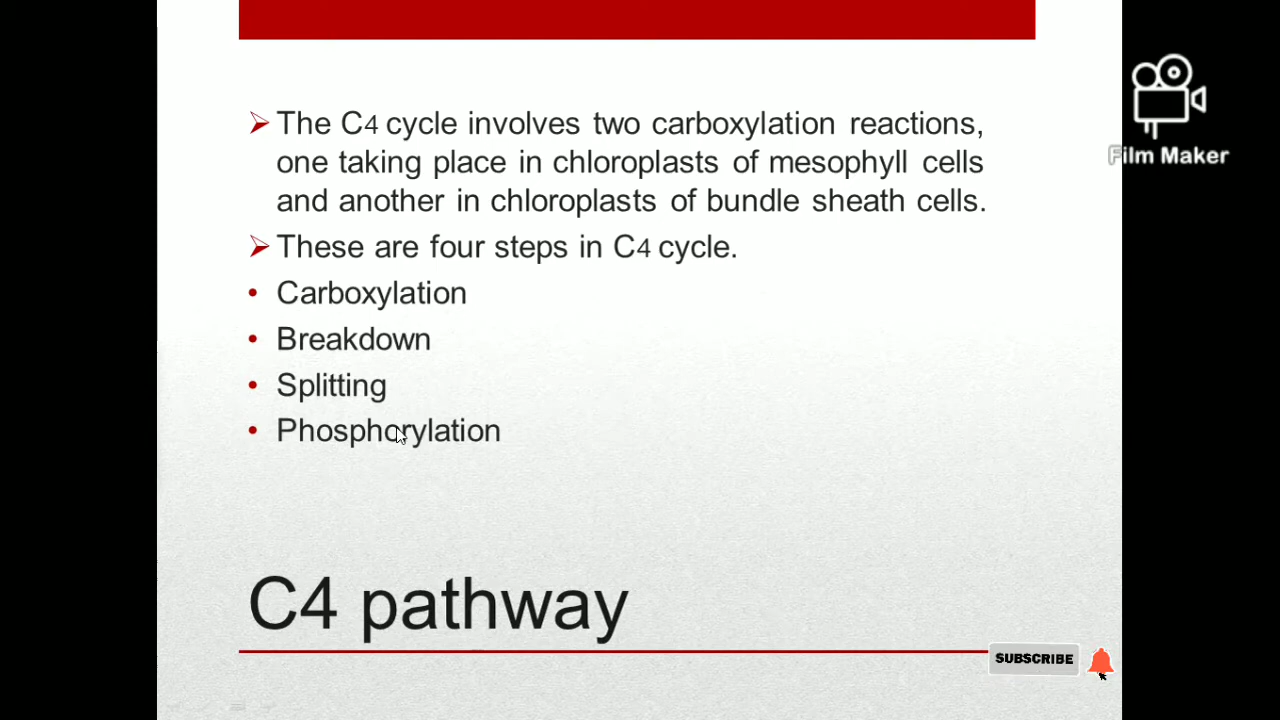 The C4 cycle involves two carboxylation reactions,
one taking place in chloroplasts of mesophyll cells
and another in chloroplasts of bundle sheath cells.
These are four steps in C4 cycle.
Carboxylation
Breakdown
Splitting
Phosphorylation
C4 pathway
SUBSCRIBE
Film Maker